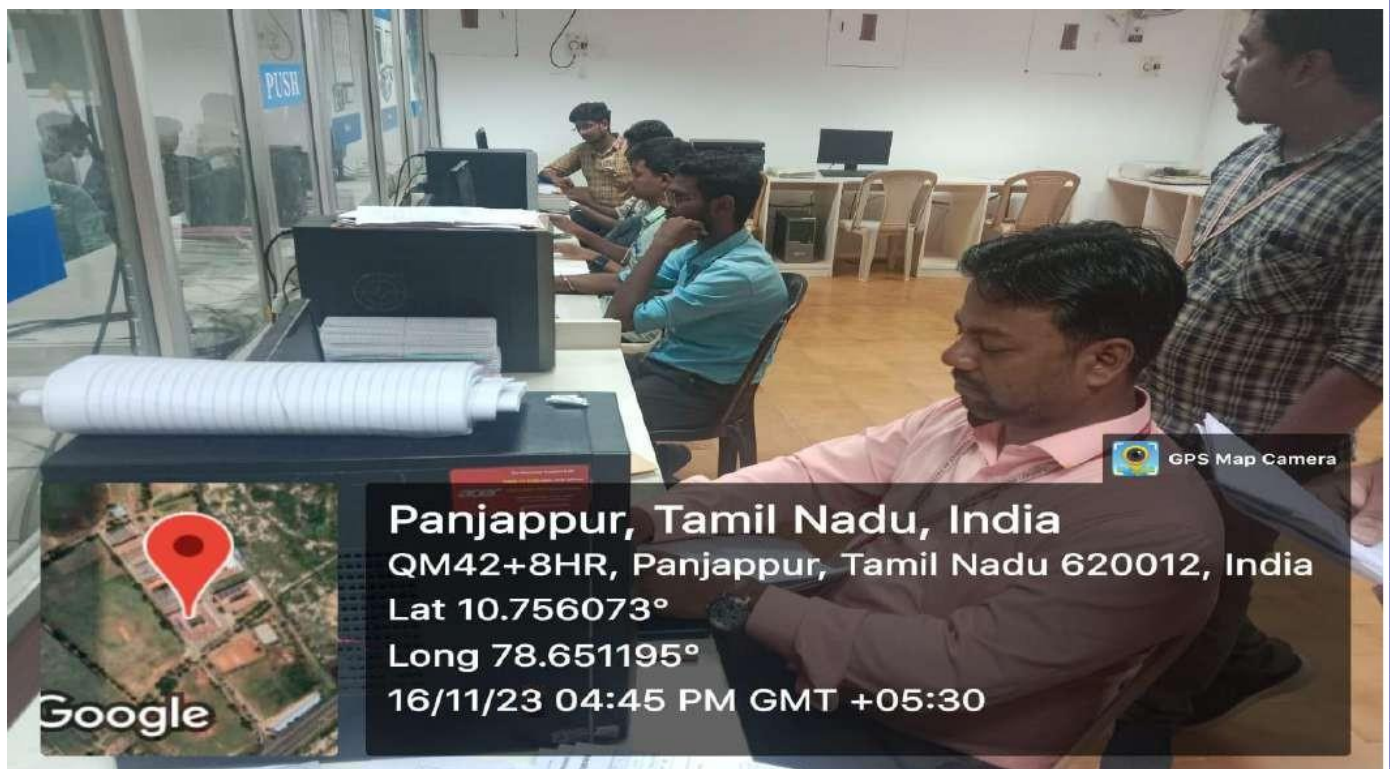 PUSH
acer
GPS Map Camera
Panjappur, Tamil Nadu, India
QM42+8HR, Panjappur, Tamil Nadu 620012, India
Lat 10.756073°
Long 78.651195°
16/11/23 04:45 PM GMT +05:30
Google